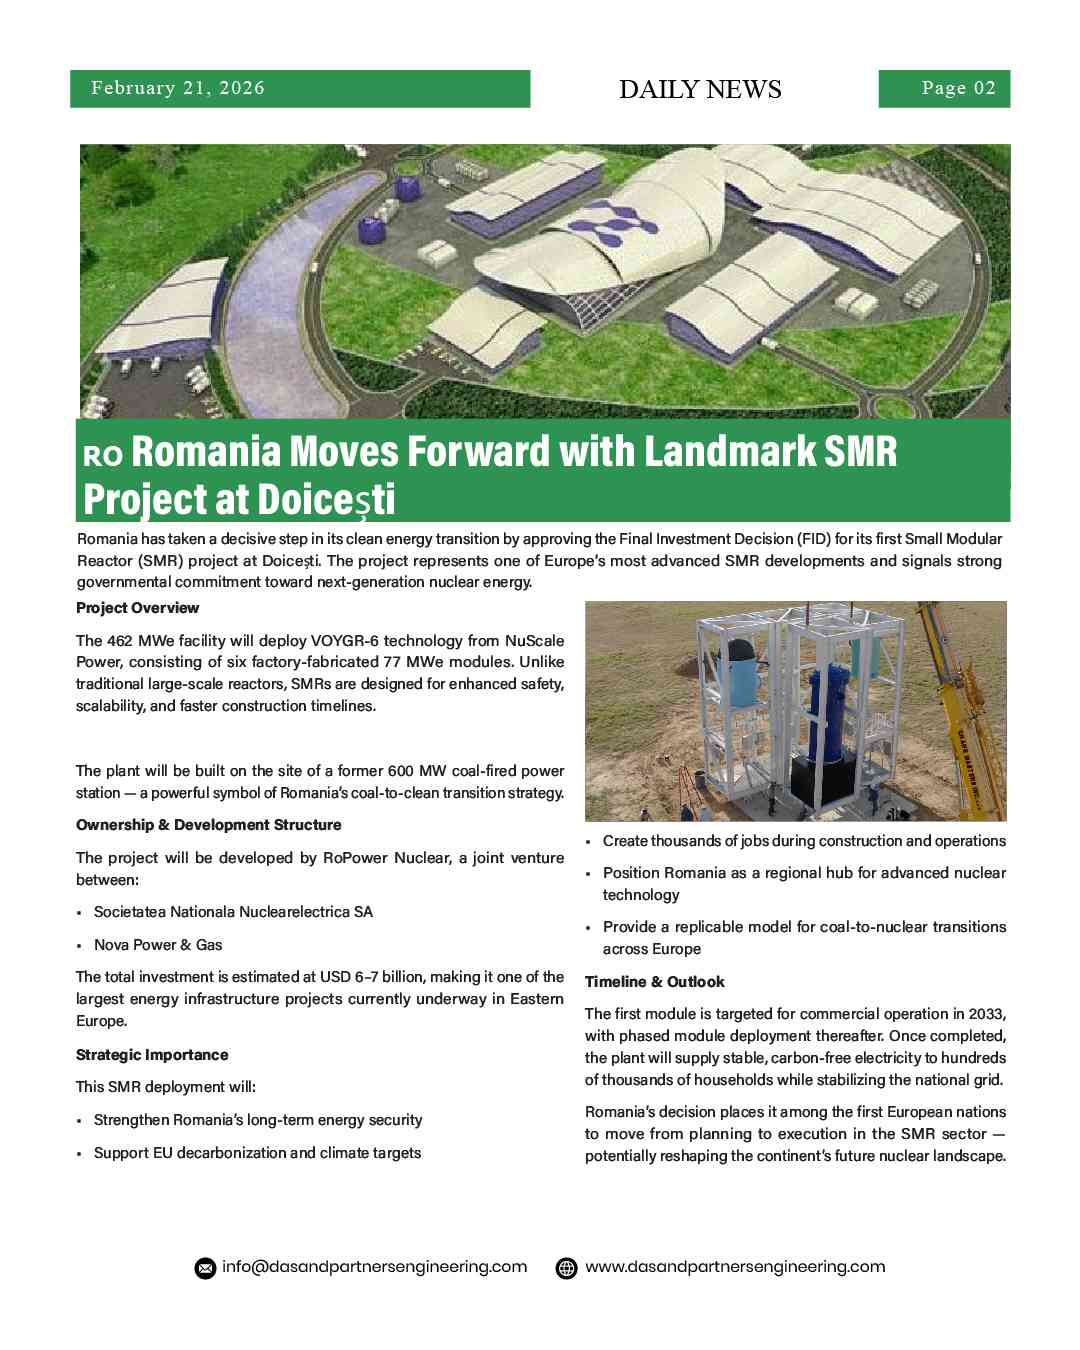 February 21, 2026
DAILY NEWS
Page 02
RO Romania Moves Forward with Landmark SMR
Project at Doicești
Romania has taken a decisive step in its clean energy transition by approving the Final Investment Decision (FID) for its first Small Modular
Reactor (SMR) project at Doicești. The project represents one of Europe's most advanced SMR developments and signals strong
governmental commitment toward next-generation nuclear energy.
Project Overview
The 462 MWe facility will deploy VOYGR-6 technology from NuScale
Power, consisting of six factory-fabricated 77 MWe modules. Unlike
traditional large-scale reactors, SMRs are designed for enhanced safety,
scalability, and faster construction timelines.
The plant will be built on the site of a former 600 MW coal-fired power
station — a powerful symbol of Romania's coal-to-clean transition strategy.
Ownership & Development Structure
The project will be developed by RoPower Nuclear, a joint venture
between:
• Societatea Nationala Nuclearelectrica SA
• Nova Power & Gas
The total investment is estimated at USD 6–7 billion, making it one of the
largest energy infrastructure projects currently underway in Eastern
Europe.
Strategic Importance
This SMR deployment will:
• Strengthen Romania's long-term energy security
• Support EU decarbonization and climate targets
• Create thousands of jobs during construction and operations
• Position Romania as a regional hub for advanced nuclear
technology
• Provide a replicable model for coal-to-nuclear transitions
across Europe
Timeline & Outlook
The first module is targeted for commercial operation in 2033,
with phased module deployment thereafter. Once completed,
the plant will supply stable, carbon-free electricity to hundreds
of thousands of households while stabilizing the national grid.
Romania's decision places it among the first European nations
to move from planning to execution in the SMR sector —
potentially reshaping the continent's future nuclear landscape.
info@dasandpartnersengineering.com
www.dasandpartnersengineering.com